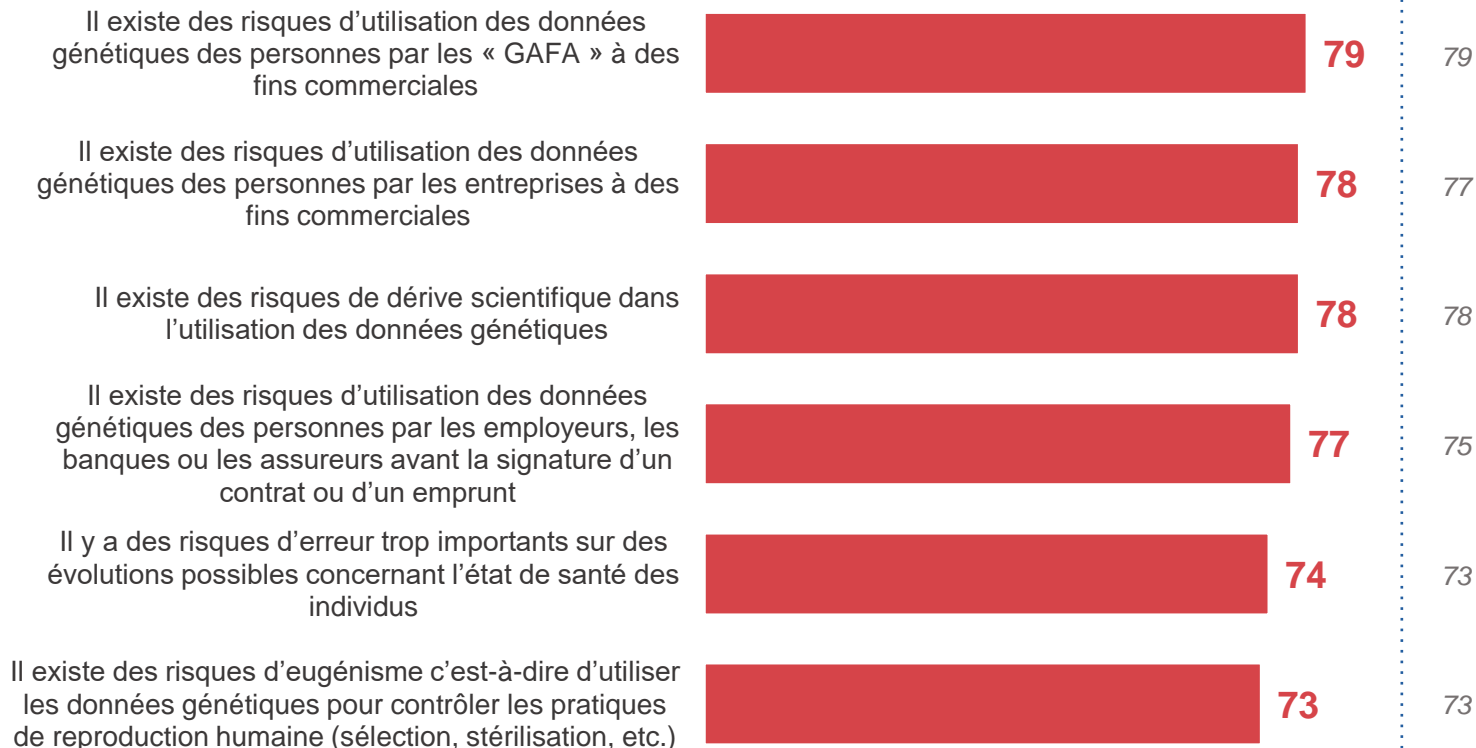 Il existe des risques d’utilisation des données
génétiques des personnes par les « GAFA » à des
fins commerciales
79
79
Il existe des risques d’utilisation des données
génétiques des personnes par les entreprises à des
fins commerciales
78
77
Il existe des risques de dérive scientifique dans
l’utilisation des données génétiques
78
78
Il existe des risques d’utilisation des données
génétiques des personnes par les employeurs, les
banques ou les assureurs avant la signature d’un
contrat ou d’un emprunt
77
75
Il y a des risques d’erreur trop importants sur des
évolutions possibles concernant l’état de santé des
individus
74
73
Il existe des risques d’eugénisme c’est-à-dire d’utiliser
les données génétiques pour contrôler les pratiques
de reproduction humaine (sélection, stérilisation, etc.)
73
73